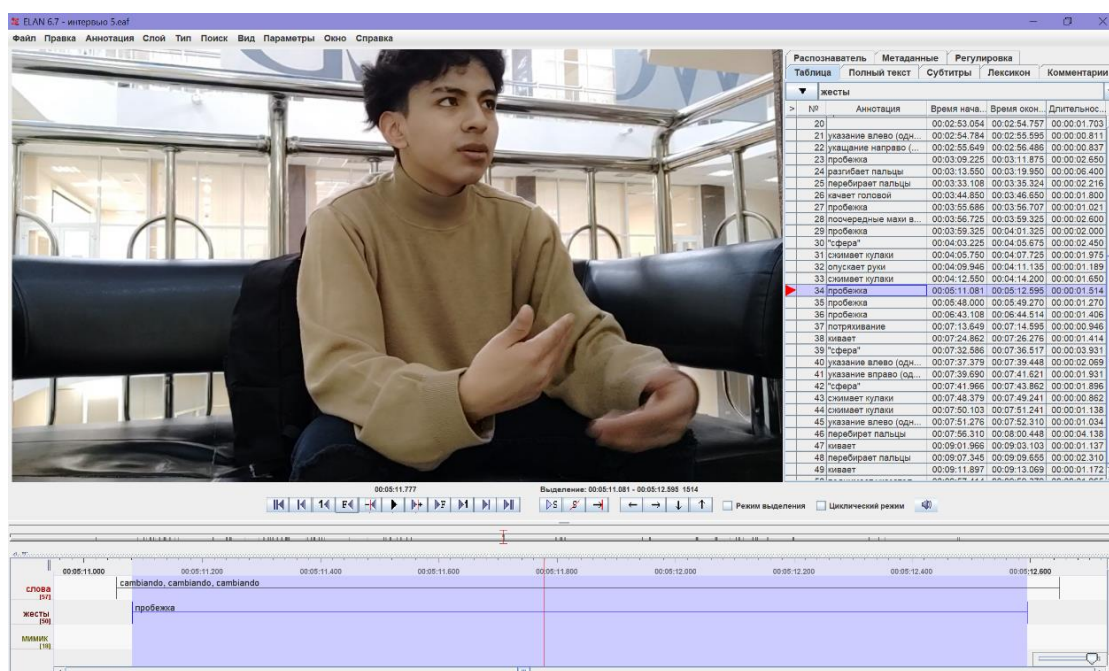 ELAN 6.7 - интервью 5.eaf
Файл Правка Аннотация Слой Тип Поиск Вид Параметры Окно Справка
Распознаватель Метаданные Регулировка
Таблица Полный текст Субтитры Лексикон Комментарии
жесты
> № Аннотация Время нача... Время окон... Длительнос...
20 00:02:53.054 00:02:54.757 00:00:01.703
21 указание влево (одн... 00:02:54.784 00:02:55.595 00:00:00.811
22 укащание направо (... 00:02:55.649 00:02:56.486 00:00:00.837
23 пробежка 00:03:09.225 00:03:11.875 00:00:02.650
24 разгибает пальцы 00:03:13.550 00:03:19.950 00:00:06.400
25 перебирает пальцы 00:03:33.108 00:03:35.324 00:00:02.216
26 качает головой 00:03:44.850 00:03:46.650 00:00:01.800
27 пробежка 00:03:55.686 00:03:56.707 00:00:01.021
28 поочередные махи в... 00:03:56.725 00:03:59.325 00:00:02.600
29 пробежка 00:03:59.325 00:04:01.325 00:00:02.000
30 "сфера" 00:04:03.225 00:04:05.675 00:00:02.450
31 сжимает кулаки 00:04:05.750 00:04:07.725 00:00:01.975
32 опускает руки 00:04:09.946 00:04:11.135 00:00:01.189
33 сжимает кулаки 00:04:12.550 00:04:14.200 00:00:01.650
34 пробежка 00:05:11.081 00:05:12.595 00:00:01.514
35 пробежка 00:05:48.000 00:05:49.270 00:00:01.270
36 пробежка 00:06:43.108 00:06:44.514 00:00:01.406
37 потряхивание 00:07:13.649 00:07:14.595 00:00:00.946
38 кивает 00:07:24.862 00:07:26.276 00:00:01.414
39 "сфера" 00:07:32.586 00:07:36.517 00:00:03.931
40 указание влево (одн... 00:07:37.379 00:07:39.448 00:00:02.069
41 указание вправо (од... 00:07:39.690 00:07:41.621 00:00:01.931
42 "сфера" 00:07:41.966 00:07:43.862 00:00:01.896
43 сжимает кулаки 00:07:48.379 00:07:49.241 00:00:00.862
44 сжимает кулаки 00:07:50.103 00:07:51.241 00:00:01.138
45 указание влево (одн... 00:07:51.276 00:07:52.310 00:00:01.034
46 перебирет пальцы 00:07:56.310 00:08:00.448 00:00:04.138
47 кивает 00:09:01.966 00:09:03.103 00:00:01.137
48 перебирает пальцы 00:09:07.345 00:09:09.655 00:00:02.310
49 кивает 00:09:11.897 00:09:13.069 00:00:01.172
00:05:11.777 Выделение: 00:05:11.081 - 00:05:12.595 1514
Режим выделения Циклический режим
00:05:11.000 00:05:11.200 00:05:11.400 00:05:11.600 00:05:11.800 00:05:12.000 00:05:12.200 00:05:12.400 00:05:12.600
слова cambiando, cambiando, cambiando
[57]
жесты пробежка
[50]
мимик
[19]